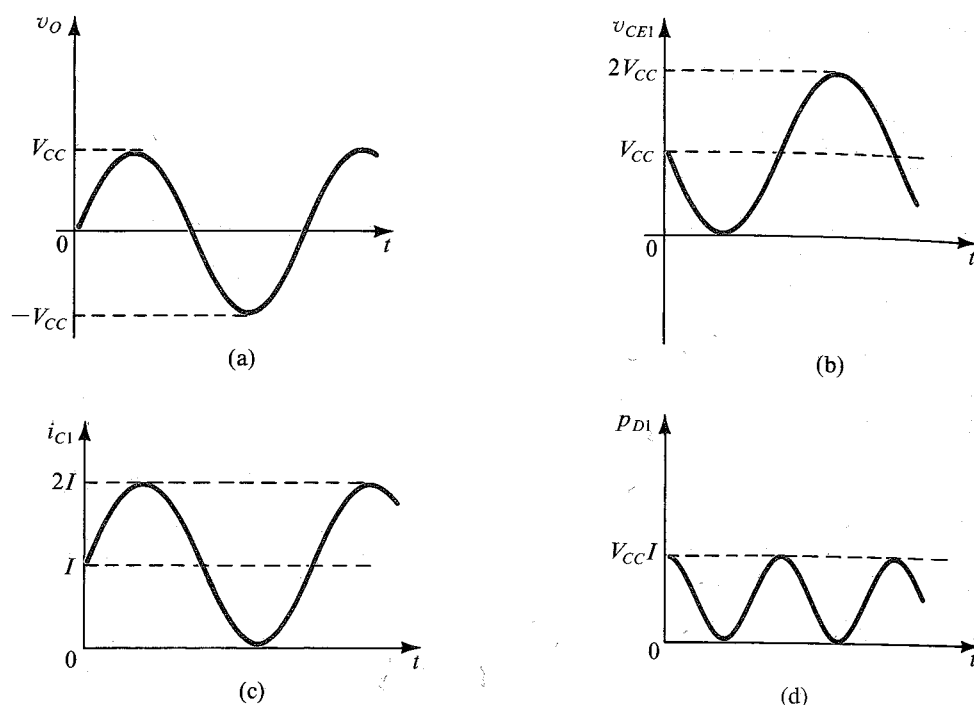 v_O
V_CC
0
t
−V_CC
(a)
v_CE1
2V_CC
V_CC
0
t
(b)
i_C1
2I
I
0
t
(c)
p_D1
V_CC I
0
t
(d)